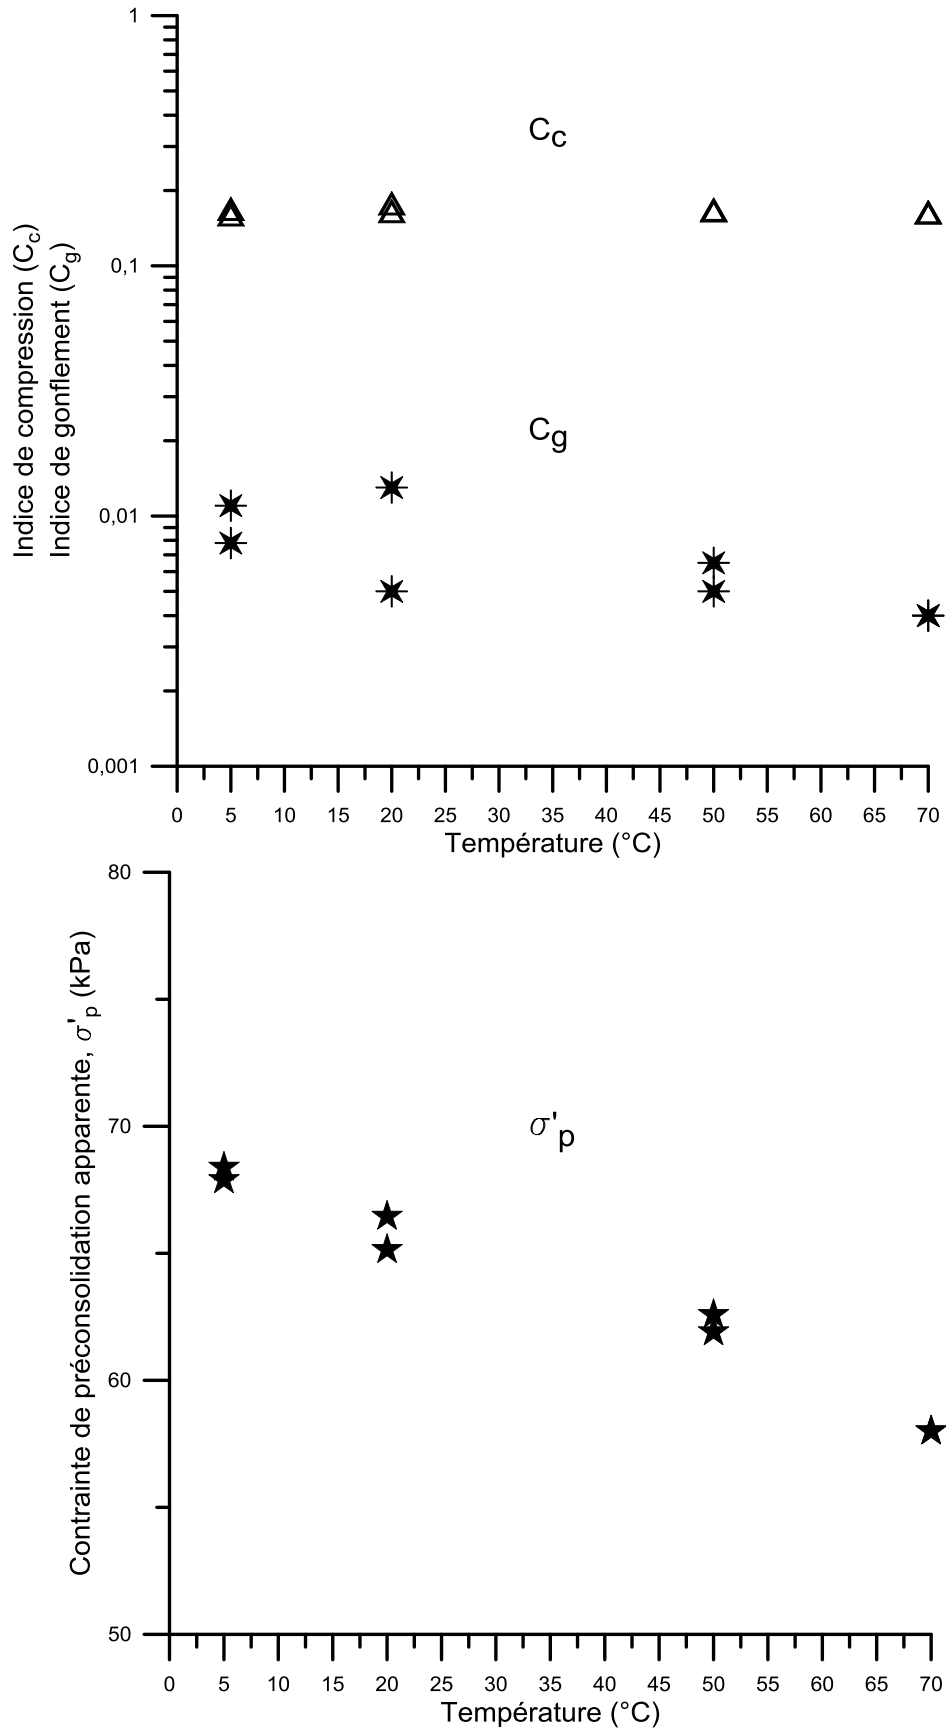 1
Cc
Indice de compression (Cc)
Indice de gonflement (Cg)
0,1
Cg
0,01
0,001
0 5 10 15 20 25 30 35 40 45 50 55 60 65 70
Température (°C)
80
Contrainte de préconsolidation apparente, σ'p (kPa)
70
σ'p
60
50
0 5 10 15 20 25 30 35 40 45 50 55 60 65 70
Température (°C)